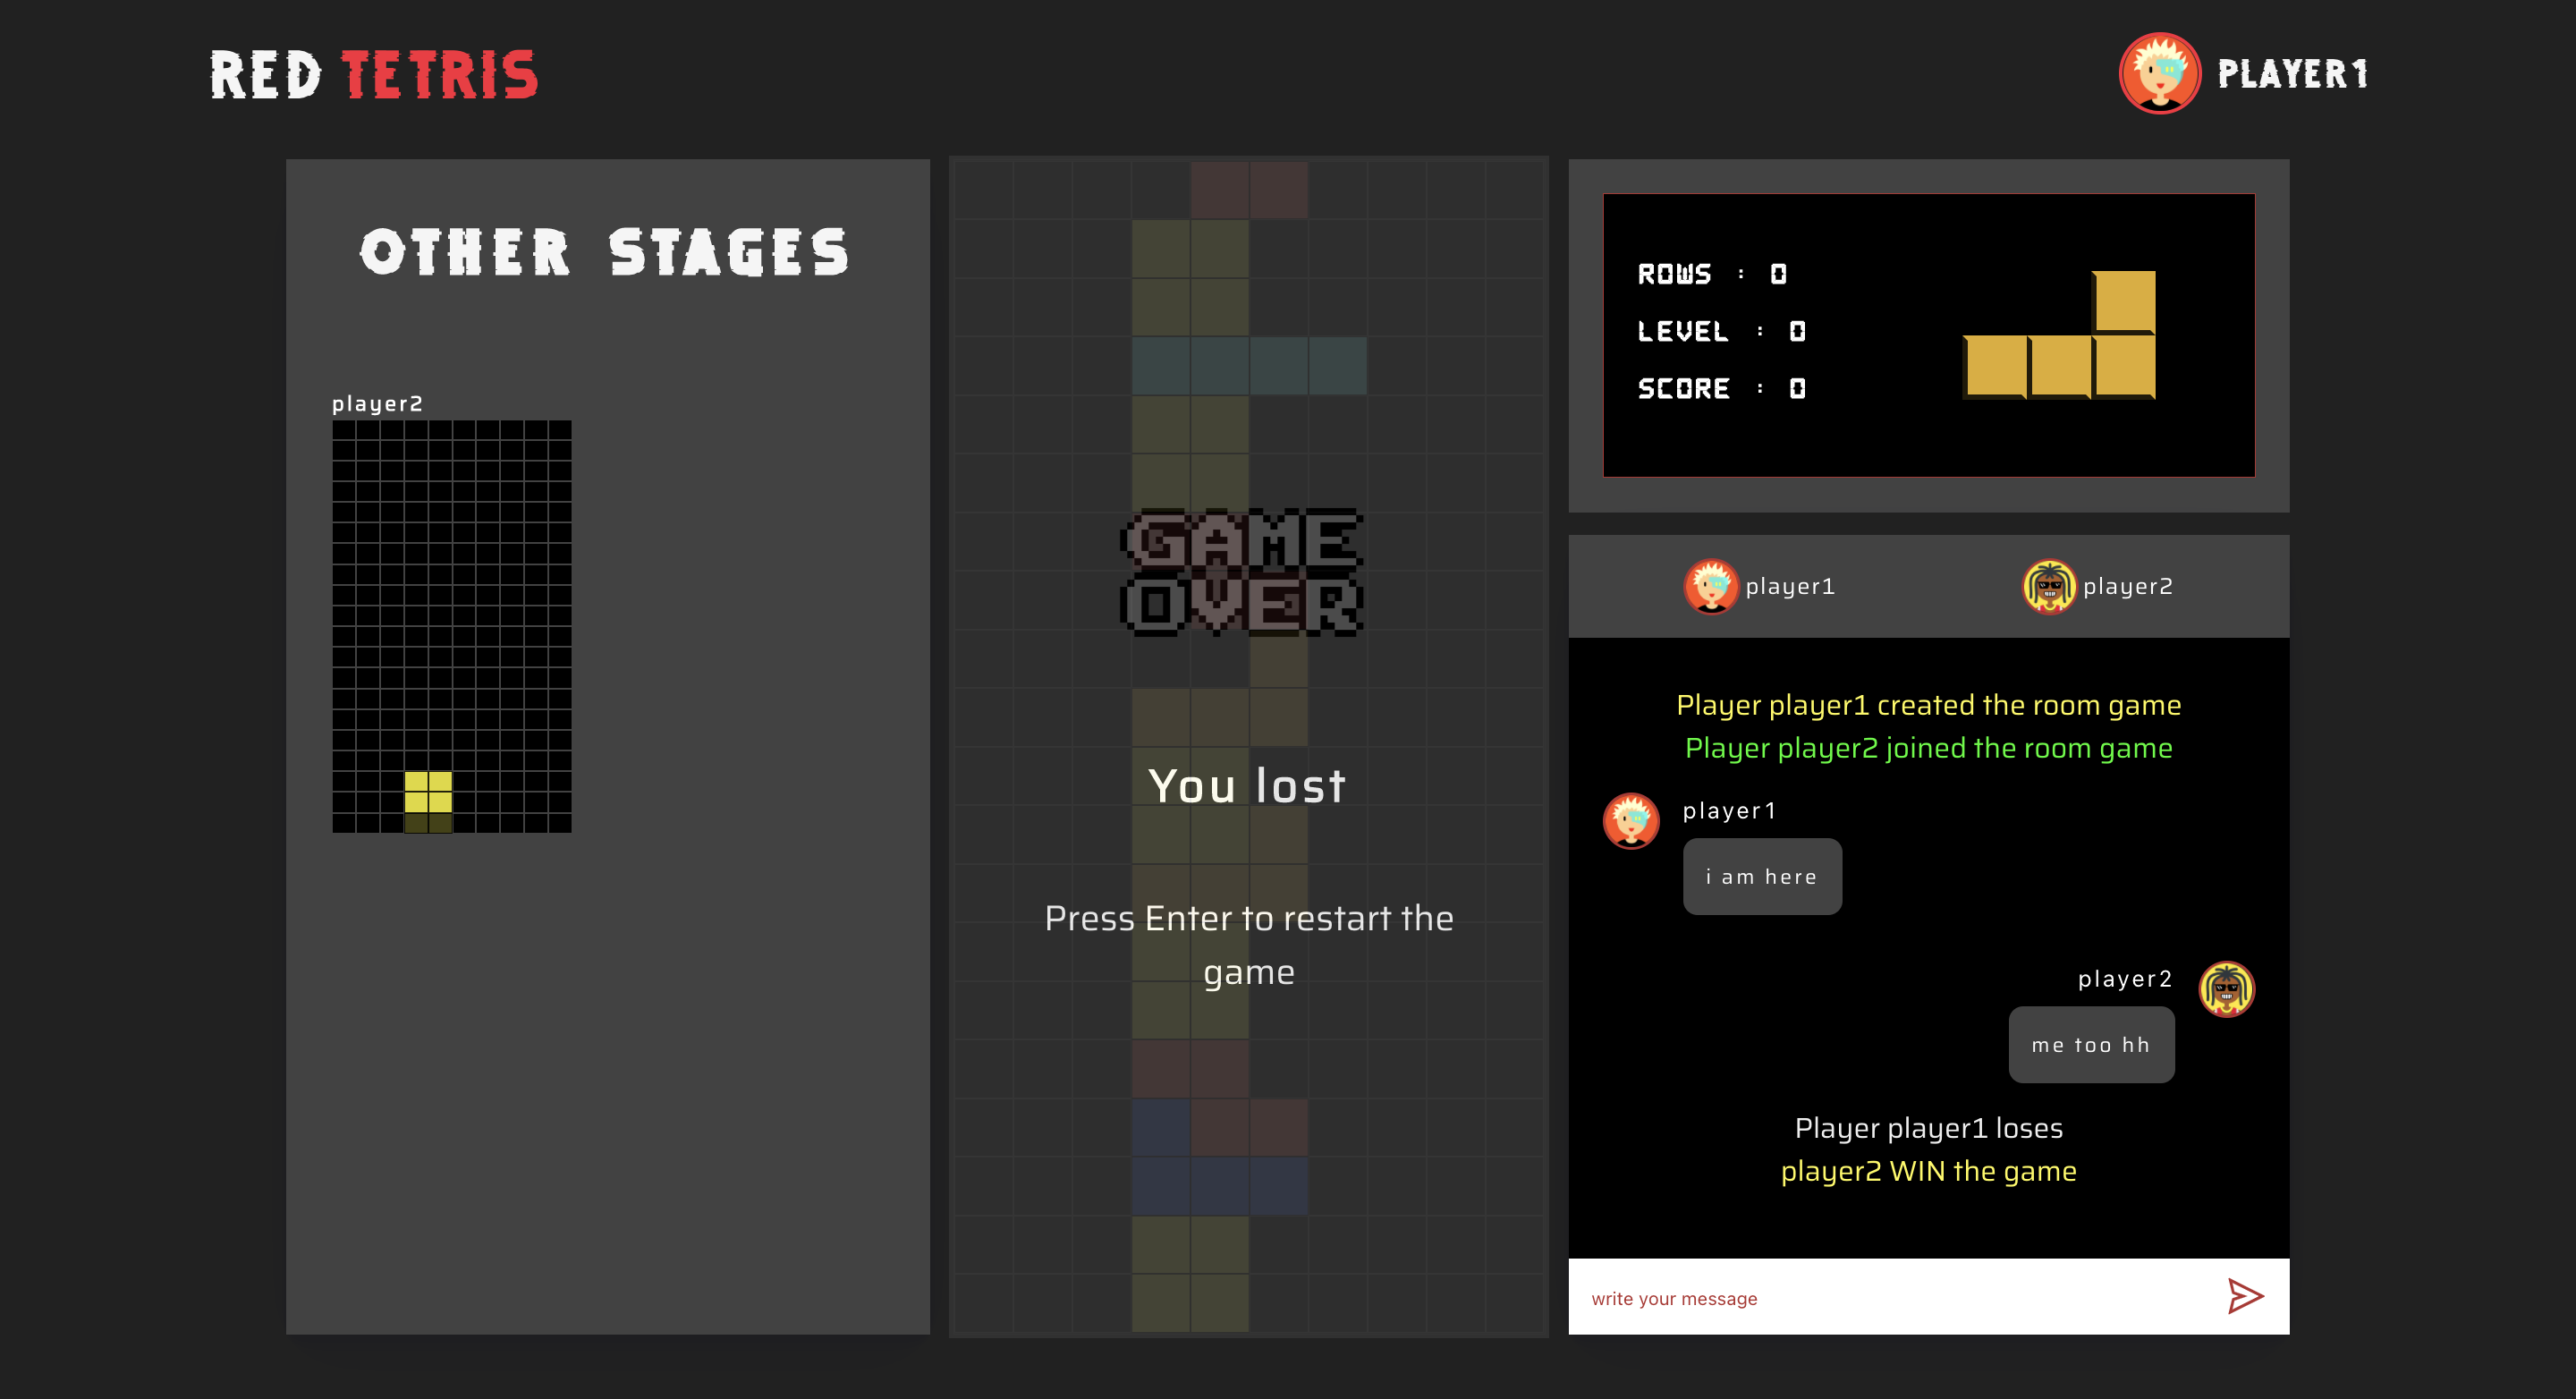 RED TETRIS
PLAYER1
OTHER STAGES
player2
GAME
OVER
You lost
Press Enter to restart the
game
ROWS : 0
LEVEL : 0
SCORE : 0
player1
player2
Player player1 created the room game
Player player2 joined the room game
player1
i am here
player2
me too hh
Player player1 loses
player2 WIN the game
write your message